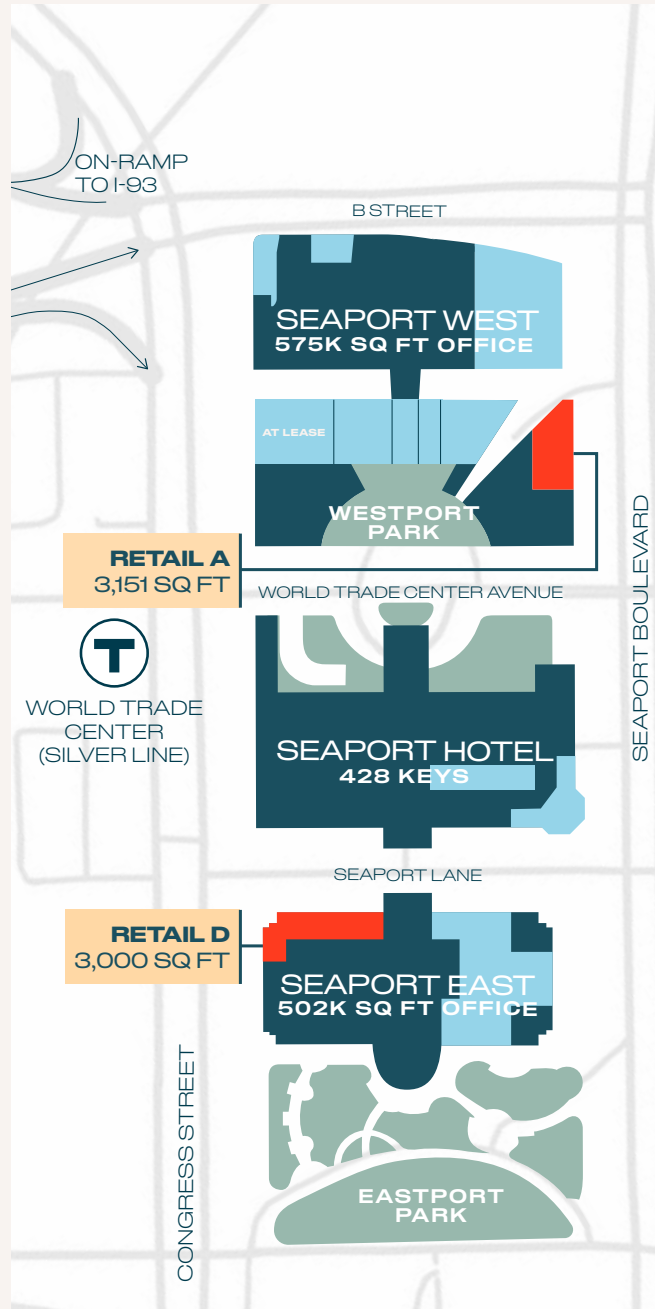 ON-RAMP
TO I-93
B STREET
SEAPORT WEST
575K SQ FT OFFICE
AT LEASE
WESTPORT
PARK
RETAIL A
3,151 SQ FT
WORLD TRADE CENTER AVENUE
SEAPORT BOULEVARD
T
WORLD TRADE
CENTER
(SILVER LINE)
SEAPORT HOTEL
428 KEYS
SEAPORT LANE
RETAIL D
3,000 SQ FT
SEAPORT EAST
502K SQ FT OFFICE
CONGRESS STREET
EASTPORT
PARK